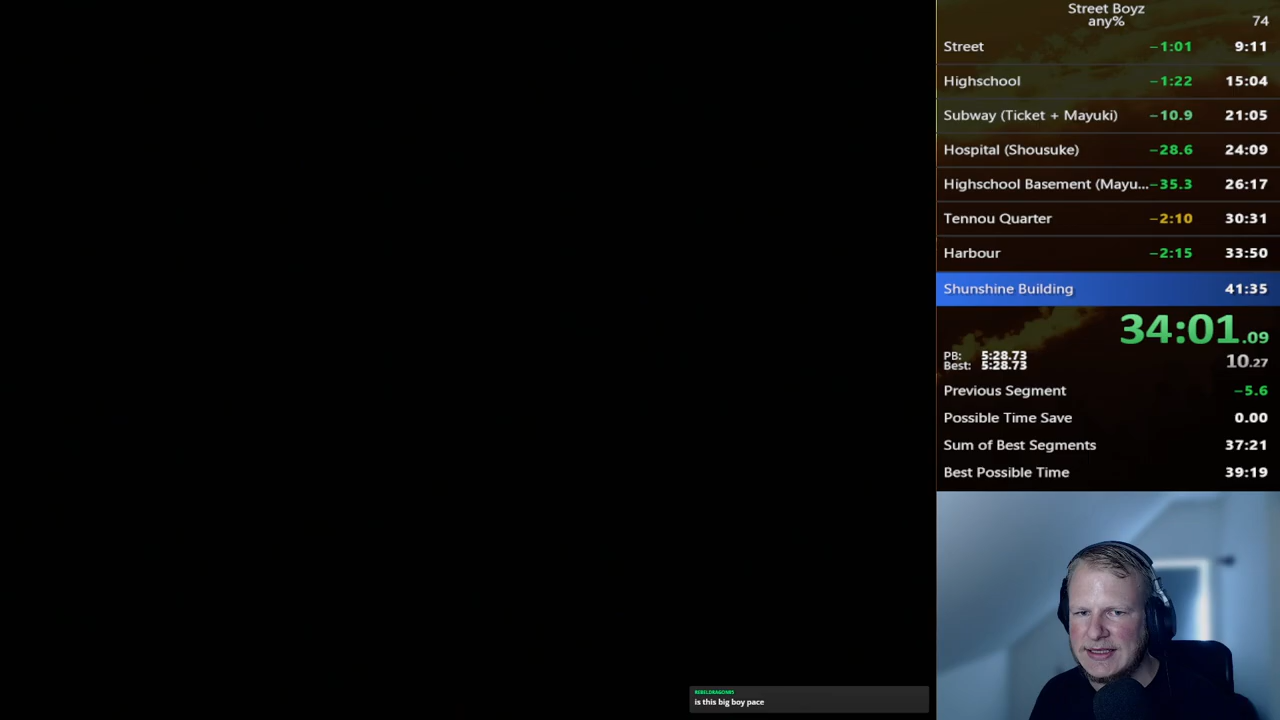 Street Boyz
any%
74
Street −1:01 9:11
Highschool −1:22 15:04
Subway (Ticket + Mayuki) −10.9 21:05
Hospital (Shousuke) −28.6 24:09
Highschool Basement (Mayu... −35.3 26:17
Tennou Quarter −2:10 30:31
Harbour −2:15 33:50
Shunshine Building 41:35
34:01.09
PB: 5:28.73
Best: 5:28.73
10.27
Previous Segment −5.6
Possible Time Save 0.00
Sum of Best Segments 37:21
Best Possible Time 39:19
is this big boy pace